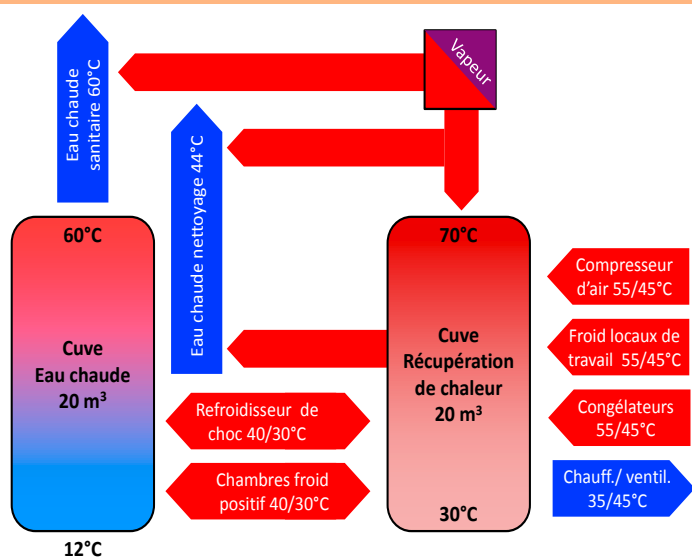 Vapeur
Eau chaude
sanitaire 60°C
Eau chaude nettoyage 44°C
60°C
Cuve
Eau chaude
20 m³
12°C
70°C
Cuve
Récupération
de chaleur
20 m³
30°C
Refroidisseur de
choc 40/30°C
Chambres froid
positif 40/30°C
Compresseur
d'air 55/45°C
Froid locaux de
travail 55/45°C
Congélateurs
55/45°C
Chauff./ ventil.
35/45°C